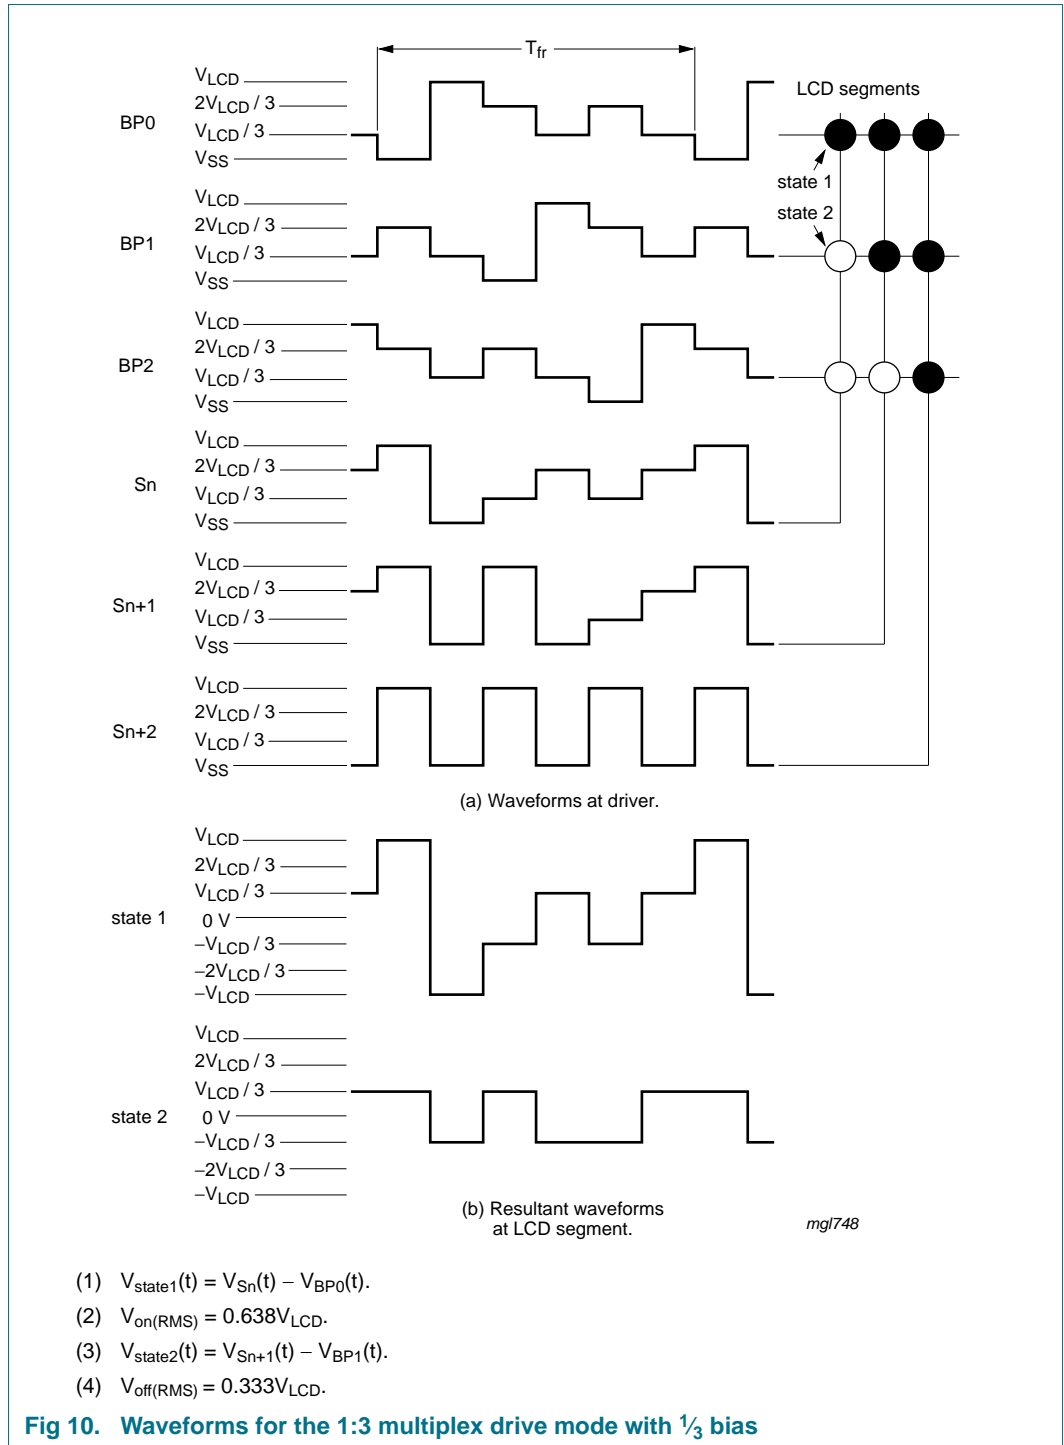 Tfr
VLCD
2VLCD / 3
VLCD / 3
VSS
BP0
LCD segments
state 1
state 2
VLCD
2VLCD / 3
VLCD / 3
VSS
BP1
VLCD
2VLCD / 3
VLCD / 3
VSS
BP2
VLCD
2VLCD / 3
VLCD / 3
VSS
Sn
VLCD
2VLCD / 3
VLCD / 3
VSS
Sn+1
VLCD
2VLCD / 3
VLCD / 3
VSS
Sn+2
(a) Waveforms at driver.
VLCD
2VLCD / 3
VLCD / 3
0 V
−VLCD / 3
−2VLCD / 3
−VLCD
state 1
VLCD
2VLCD / 3
VLCD / 3
0 V
−VLCD / 3
−2VLCD / 3
−VLCD
state 2
(b) Resultant waveforms
at LCD segment.
mgl748
(1) Vstate1(t) = VSn(t) − VBP0(t).
(2) Von(RMS) = 0.638VLCD.
(3) Vstate2(t) = VSn+1(t) − VBP1(t).
(4) Voff(RMS) = 0.333VLCD.
Fig 10. Waveforms for the 1:3 multiplex drive mode with 1⁄3 bias